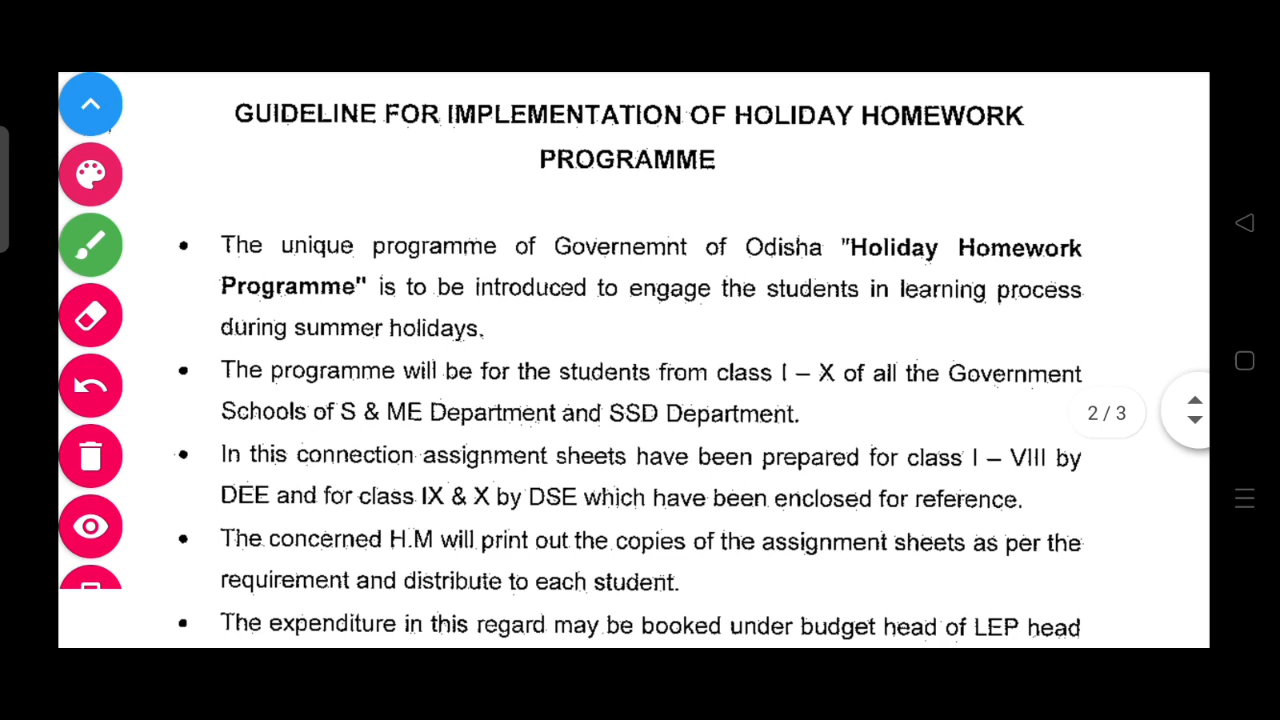 GUIDELINE FOR IMPLEMENTATION OF HOLIDAY HOMEWORK
PROGRAMME
• The unique programme of Governemnt of Odisha "Holiday Homework
Programme" is to be introduced to engage the students in learning process
during summer holidays.
• The programme will be for the students from class I – X of all the Government
Schools of S & ME Department and SSD Department.
2 / 3
• In this connection assignment sheets have been prepared for class I – VIII by
DEE and for class IX & X by DSE which have been enclosed for reference.
• The concerned H.M will print out the copies of the assignment sheets as per the
requirement and distribute to each student.
• The expenditure in this regard may be booked under budget head of LEP head